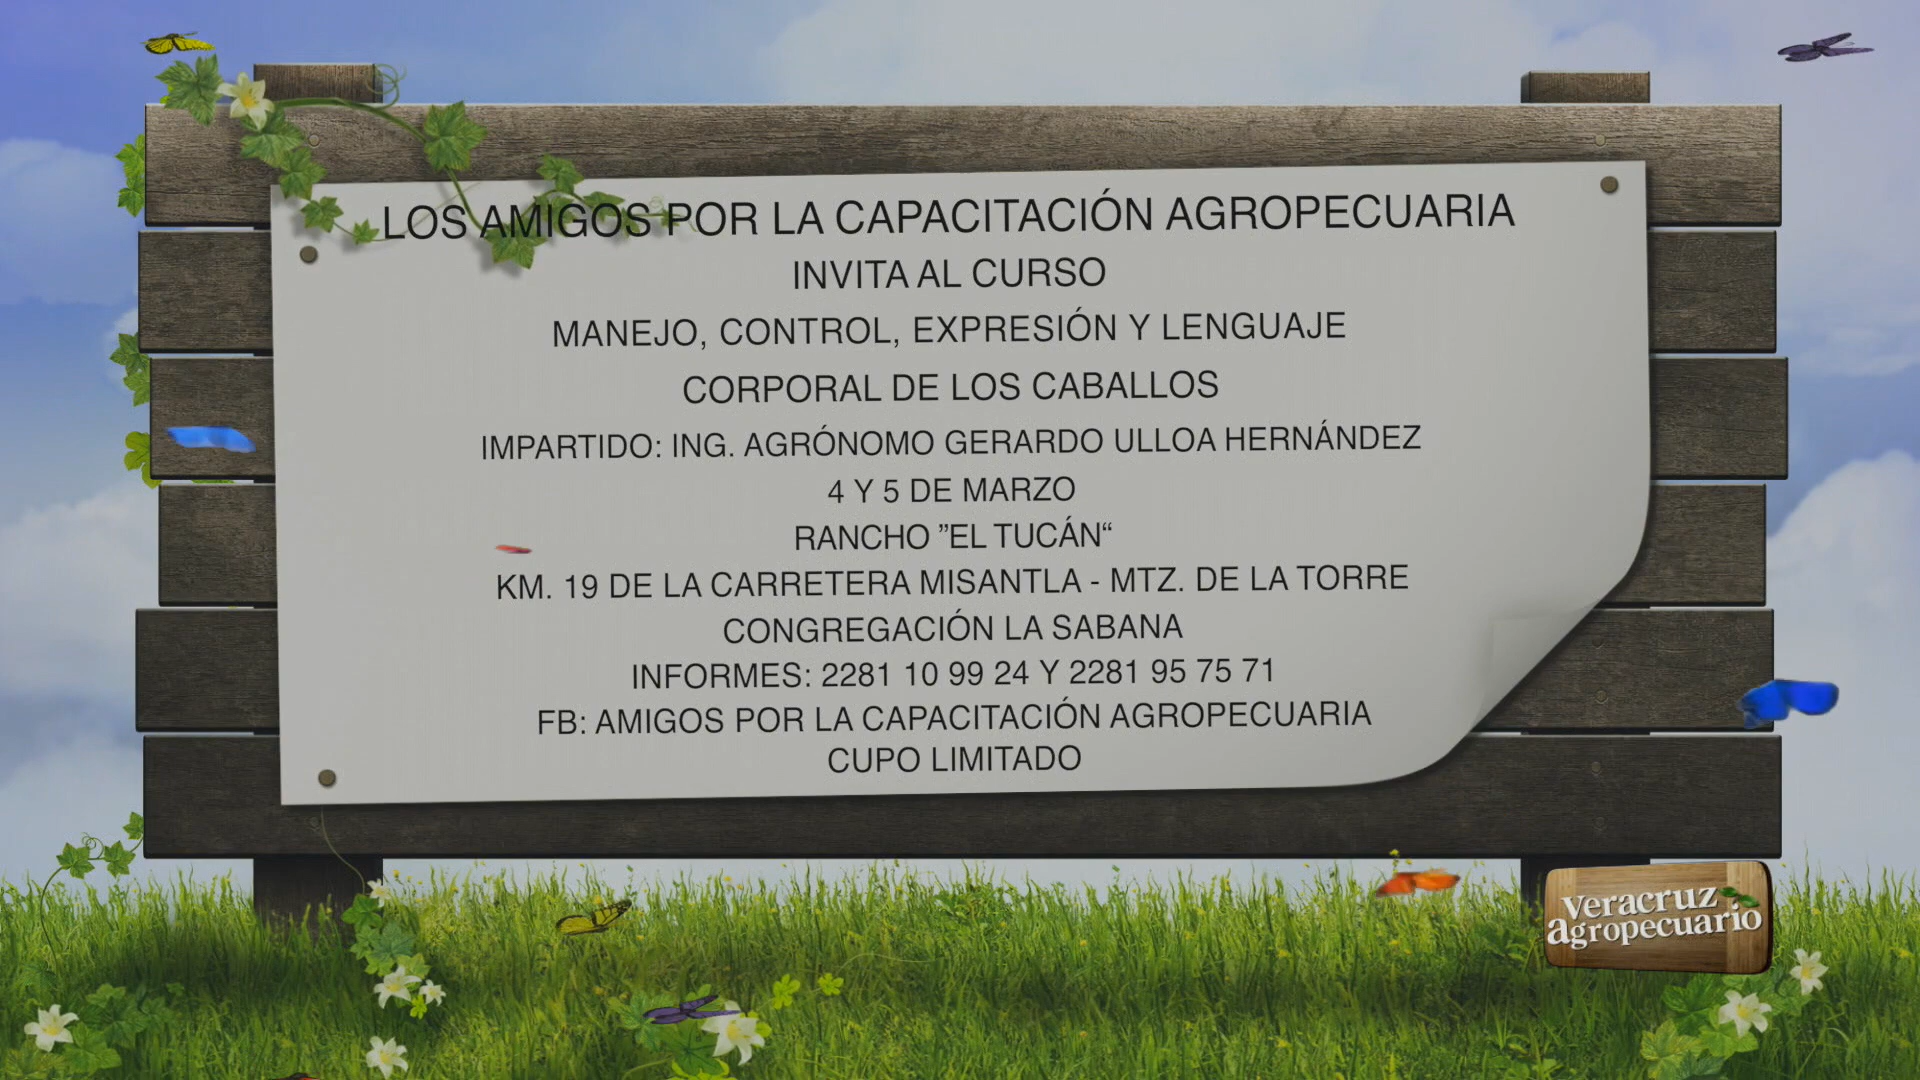 LOS AMIGOS POR LA CAPACITACIÓN AGROPECUARIA
INVITA AL CURSO
MANEJO, CONTROL, EXPRESIÓN Y LENGUAJE
CORPORAL DE LOS CABALLOS
IMPARTIDO: ING. AGRÓNOMO GERARDO ULLOA HERNÁNDEZ
4 Y 5 DE MARZO
RANCHO ”EL TUCÁN“
KM. 19 DE LA CARRETERA MISANTLA - MTZ. DE LA TORRE
CONGREGACIÓN LA SABANA
INFORMES: 2281 10 99 24 Y 2281 95 75 71
FB: AMIGOS POR LA CAPACITACIÓN AGROPECUARIA
CUPO LIMITADO
veracruz
agropecuario